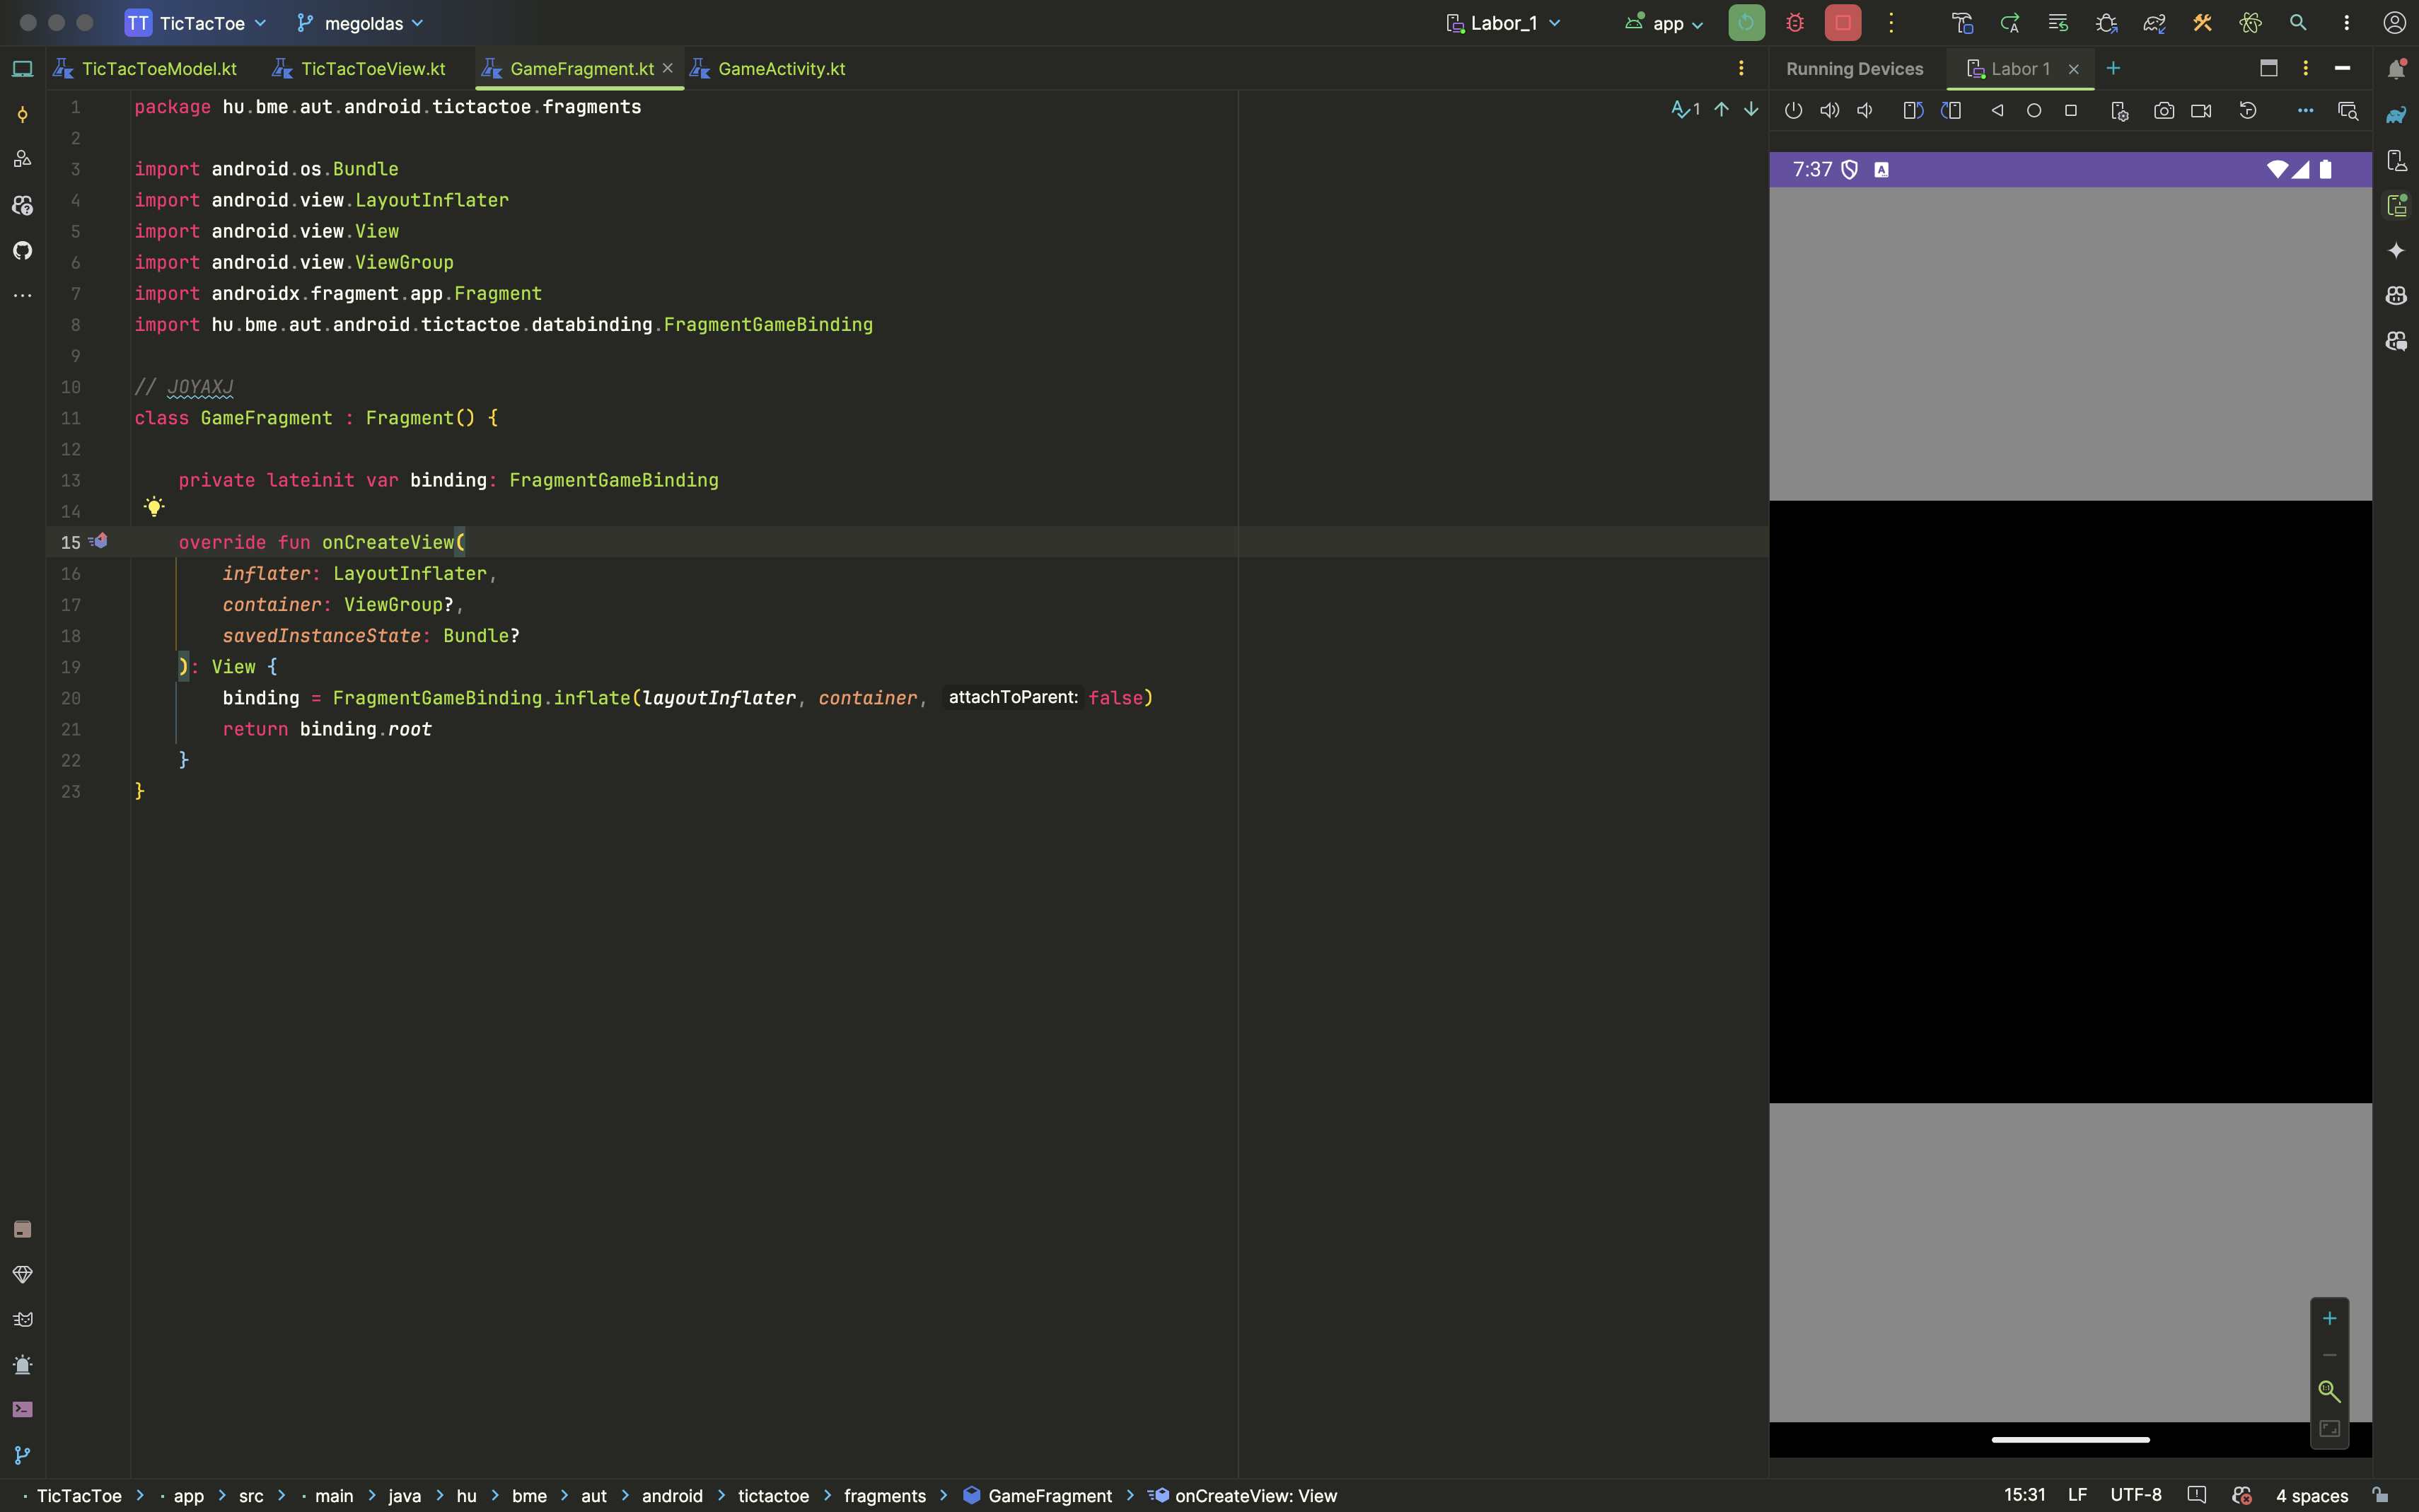 TT TicTacToe megoldas Labor_1 app
TicTacToeModel.kt TicTacToeView.kt GameFragment.kt GameActivity.kt Running Devices Labor 1
1 package hu.bme.aut.android.tictactoe.fragments
2
3 import android.os.Bundle
4 import android.view.LayoutInflater
5 import android.view.View
6 import android.view.ViewGroup
7 import androidx.fragment.app.Fragment
8 import hu.bme.aut.android.tictactoe.databinding.FragmentGameBinding
9
10 // JOYAXJ
11 class GameFragment : Fragment() {
12
13 private lateinit var binding: FragmentGameBinding
14
15 override fun onCreateView(
16 inflater: LayoutInflater,
17 container: ViewGroup?,
18 savedInstanceState: Bundle?
19 ): View {
20 binding = FragmentGameBinding.inflate(layoutInflater, container, attachToParent: false)
21 return binding.root
22 }
23 }
1
7:37 A
TicTacToe > app > src > main > java > hu > bme > aut > android > tictactoe > fragments > GameFragment > onCreateView: View 15:31 LF UTF-8 4 spaces